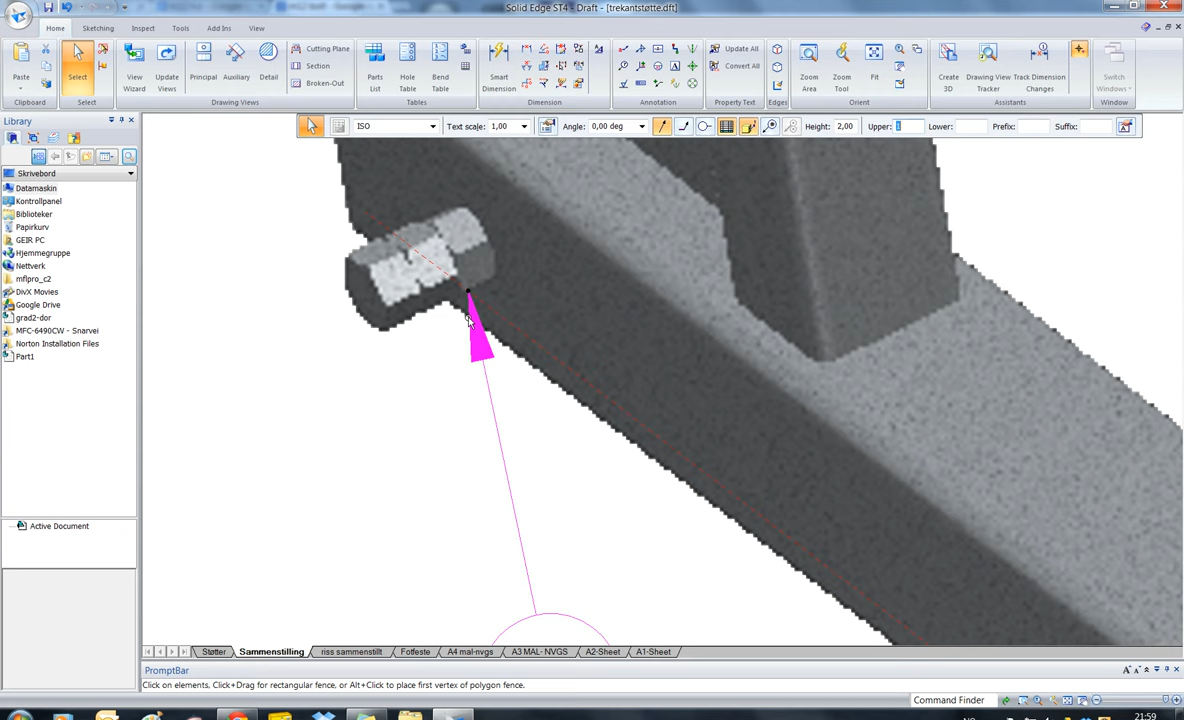 Solid Edge ST4 - Draft - [trekantstøtte.dft]
Home Sketching Inspect Tools Add Ins View
Paste
Clipboard
Select
Select
View Wizard
Update Views
Principal
Auxiliary
Detail
Cutting Plane
Section
Broken-Out
Drawing Views
Parts List
Hole Table
Bend Table
Tables
Smart Dimension
Dimension
Annotation
Update All
Convert All
Property Text
Edges
Zoom Area
Zoom Tool
Fit
Orient
Create 3D
Drawing View Tracker
Track Dimension Changes
Assistants
Switch Windows
Window
ISO Text scale: 1,00 Angle: 0,00 deg Height: 2,00 Upper: 1 Lower: Prefix: Suffix:
Library
Skrivebord
Datamaskin
Kontrollpanel
Biblioteker
Papirkurv
GEIR PC
Hjemmegruppe
Nettverk
mflpro_c2
DivX Movies
Google Drive
grad2-dor
MFC-6490CW - Snarvei
Norton Installation Files
Part1
Active Document
Støtter Sammenstilling riss sammenstillt Fotfeste A4 mal-nvgs A3 MAL- NVGS A2-Sheet A1-Sheet
PromptBar
Click on elements, Click+Drag for rectangular fence, or Alt+Click to place first vertex of polygon fence.
Command Finder
21:59